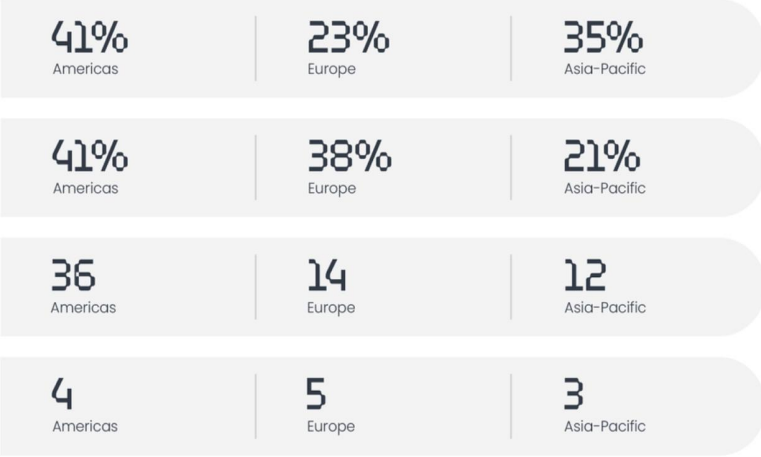 41% 23% 35%
Americas Europe Asia-Pacific
41% 38% 21%
Americas Europe Asia-Pacific
36 14 12
Americas Europe Asia-Pacific
4 5 3
Americas Europe Asia-Pacific